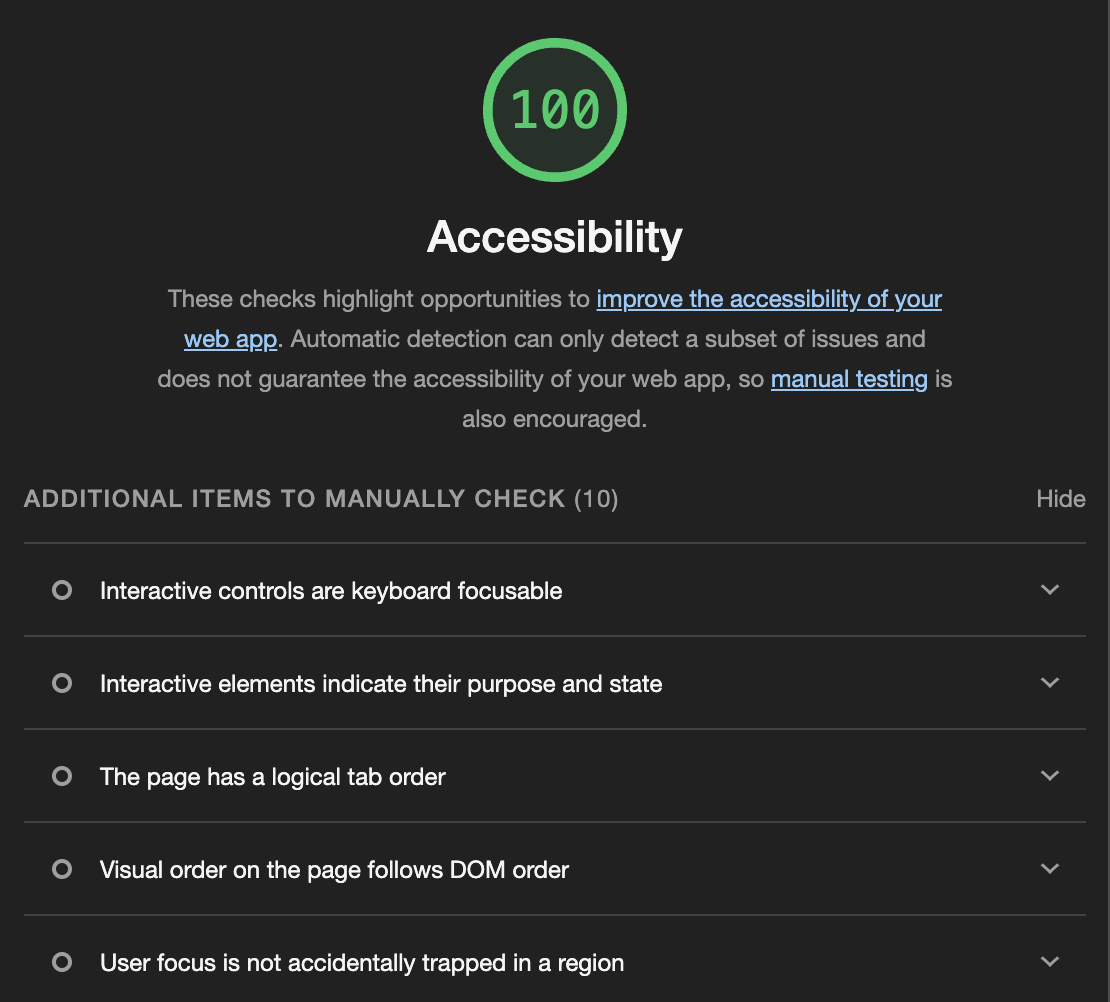 100
Accessibility
These checks highlight opportunities to improve the accessibility of your
web app. Automatic detection can only detect a subset of issues and
does not guarantee the accessibility of your web app, so manual testing is
also encouraged.
ADDITIONAL ITEMS TO MANUALLY CHECK (10) Hide
Interactive controls are keyboard focusable
Interactive elements indicate their purpose and state
The page has a logical tab order
Visual order on the page follows DOM order
User focus is not accidentally trapped in a region